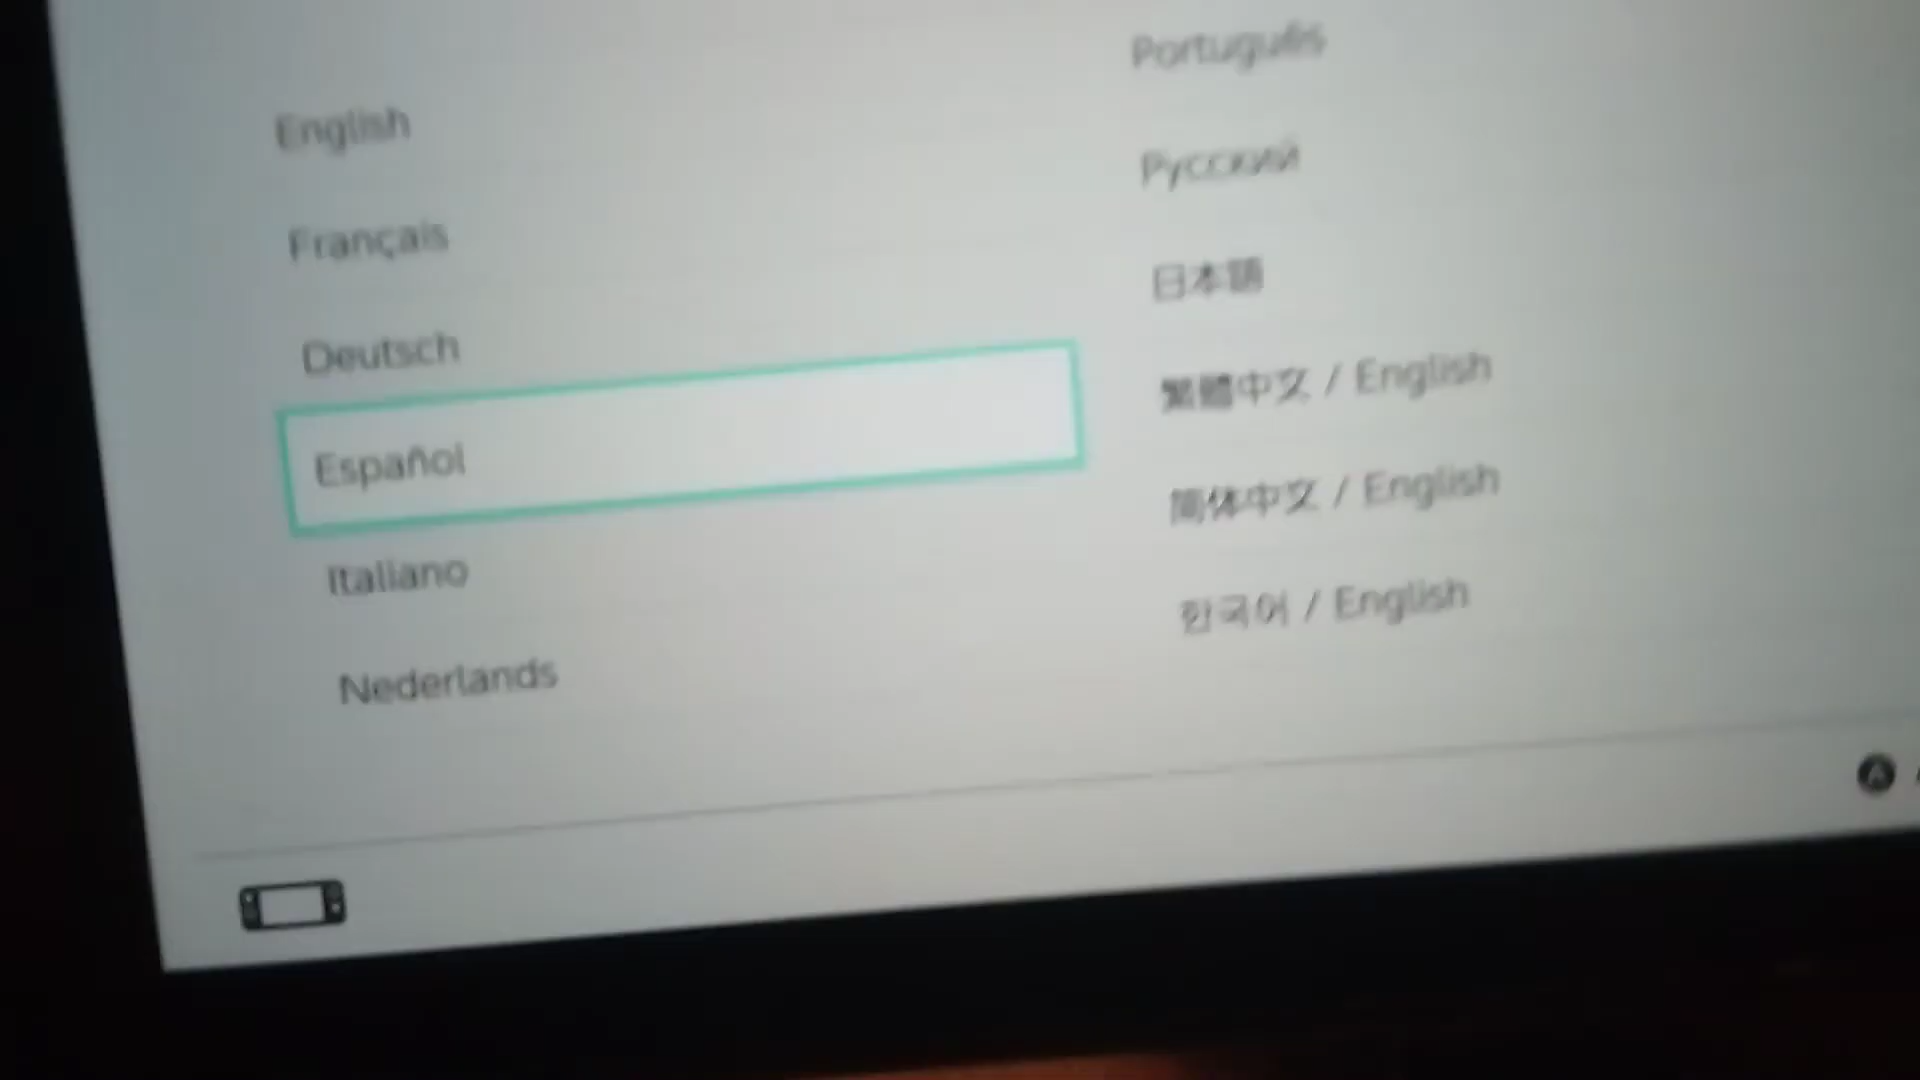 English
Français
Deutsch
Español
Italiano
Nederlands
Português
Русский
日本語
繁體中文 / English
简体中文 / English
한국어 / English
A